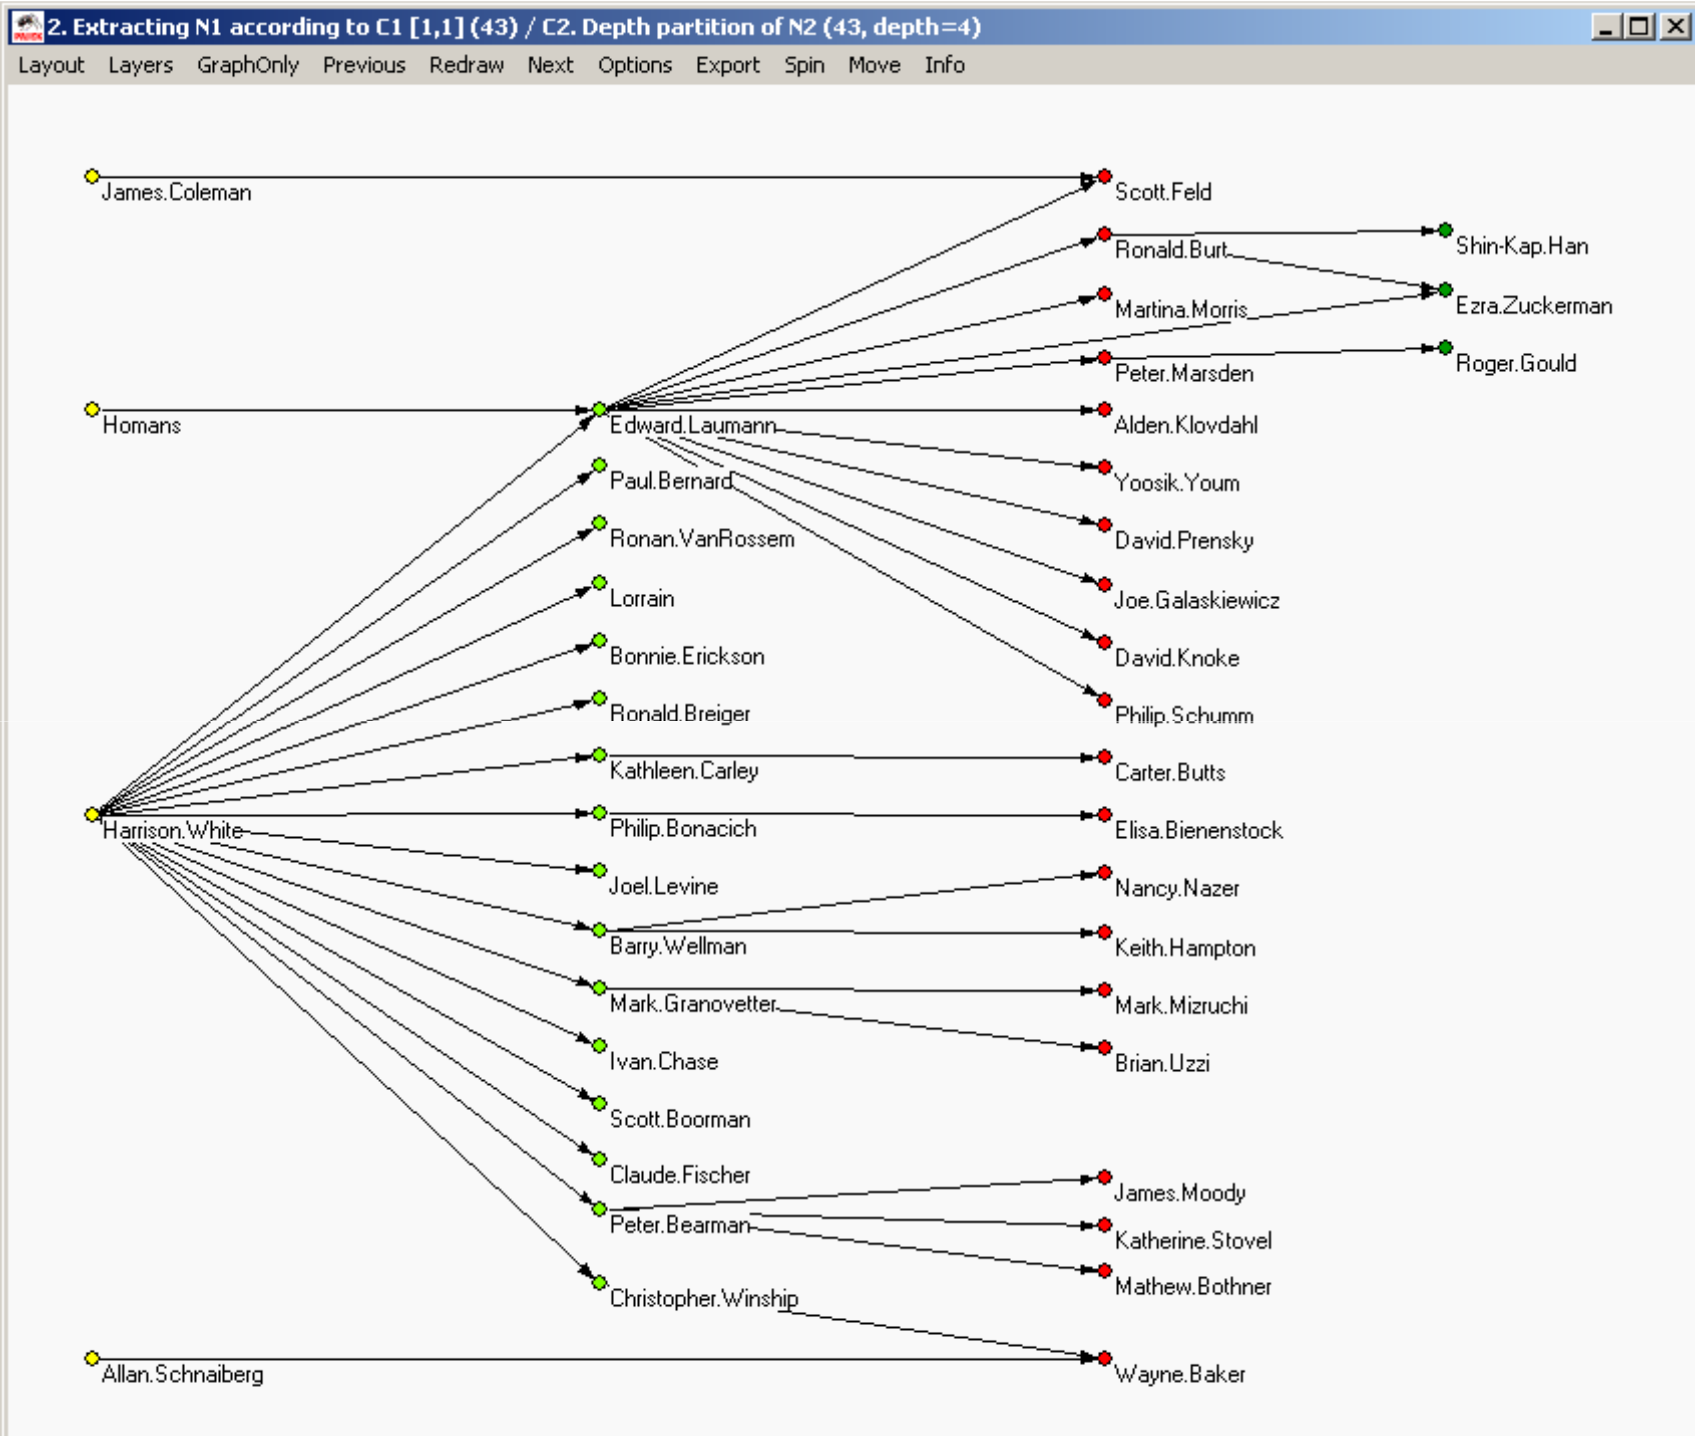 2. Extracting N1 according to C1 [1,1] (43) / C2. Depth partition of N2 (43, depth=4)
Layout Layers GraphOnly Previous Redraw Next Options Export Spin Move Info
James.Coleman
Scott.Feld
Ronald.Burt
Shin-Kap.Han
Martina.Morris
Ezra.Zuckerman
Peter.Marsden
Roger.Gould
Homans
Edward.Laumann
Alden.Klovdahl
Paul.Bernard
Yoosik.Youm
Ronan.VanRossem
David.Prensky
Lorrain
Joe.Galaskiewicz
Bonnie.Erickson
David.Knoke
Ronald.Breiger
Philip.Schumm
Kathleen.Carley
Carter.Butts
Harrison.White
Philip.Bonacich
Elisa.Bienenstock
Joel.Levine
Nancy.Nazer
Barry.Wellman
Keith.Hampton
Mark.Granovetter
Mark.Mizruchi
Ivan.Chase
Brian.Uzzi
Scott.Boorman
Claude.Fischer
James.Moody
Peter.Bearman
Katherine.Stovel
Mathew.Bothner
Christopher.Winship
Allan.Schnaiberg
Wayne.Baker